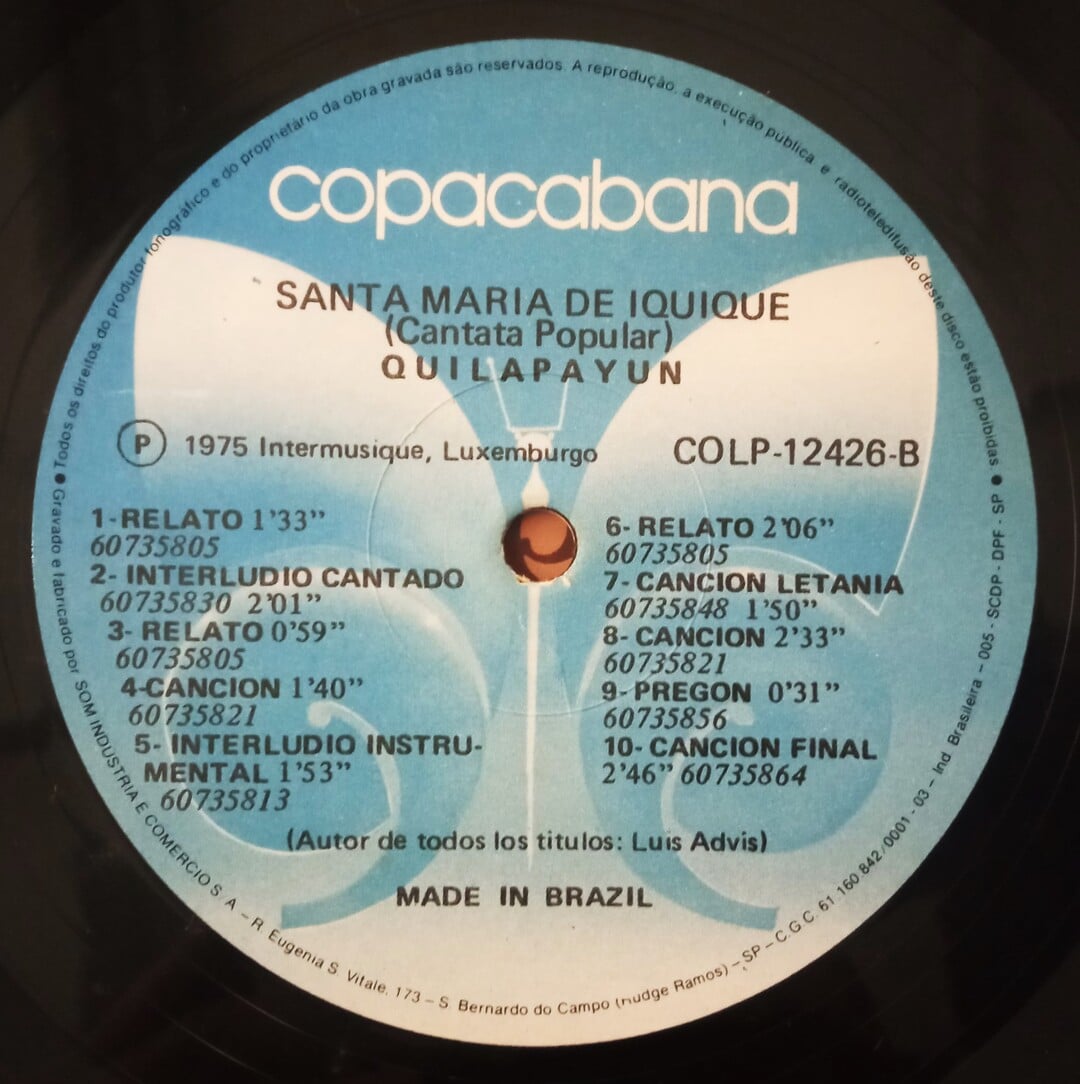 copacabana
SANTA MARIA DE IQUIQUE
(Cantata Popular)
QUILAPAYUN
P 1975 Intermusique, Luxemburgo
COLP-12426-B
1-RELATO 1'33"
60735805
2- INTERLUDIO CANTADO
60735830 2'01"
3- RELATO 0'59"
60735805
4-CANCION 1'40"
60735821
5- INTERLUDIO INSTRU-
MENTAL 1'53"
60735813
6- RELATO 2'06"
60735805
7- CANCION LETANIA
60735848 1'50"
8- CANCION 2'33"
60735821
9- PREGON 0'31"
60735856
10- CANCION FINAL
2'46" 60735864
(Autor de todos los titulos: Luis Advis)
MADE IN BRAZIL
● Todos os direitos do produtor fonográfico e do proprietário da obra gravada são reservados. A reprodução, a execução pública e radioteledifusão deste disco estão proibidas ●
Gravado e fabricado por SOM INDUSTRIA E COMERCIO S. A. – R. Eugenia S. Vitale, 173 – S. Bernardo do Campo (rudge Ramos) – SP – C.G.C. 61.160.842/0001 - 03 – Ind. Brasileira – 005 - SCDP - DPF - SP